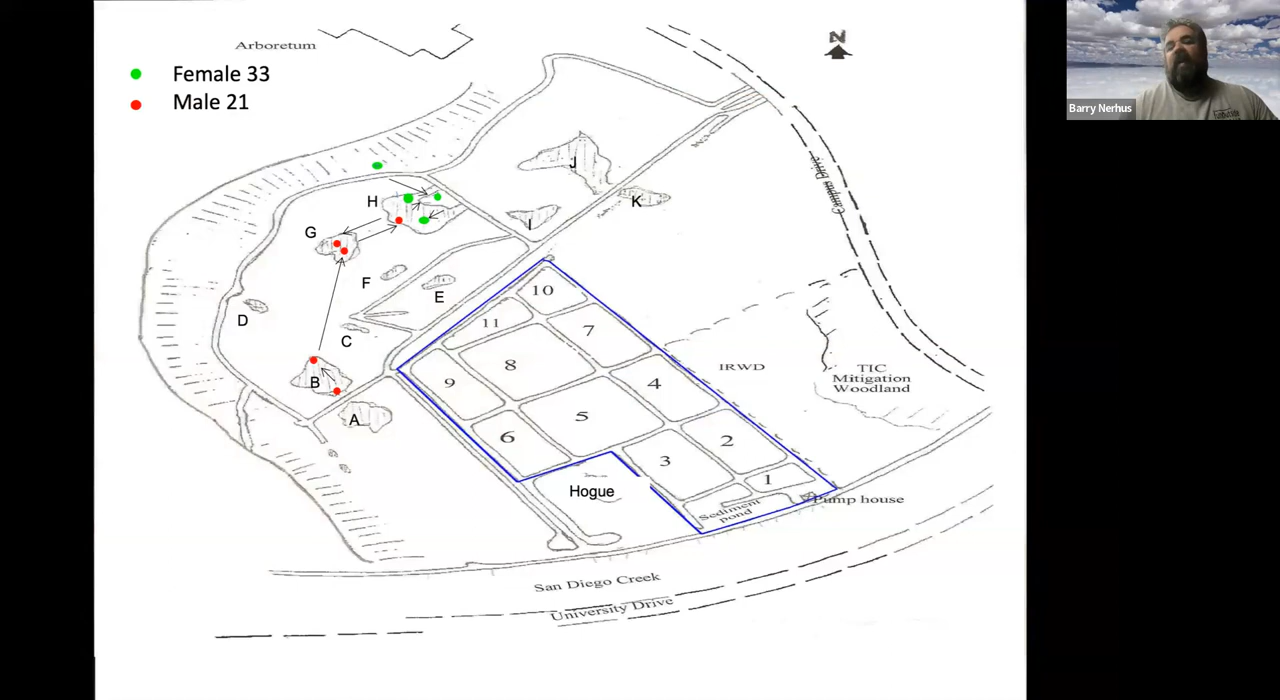 Arboretum
N
Female 33
Male 21
Barry Nerhus
Campus Drive
J
H
K
I
G
F
E
D
C
10
11
7
B
8
9
4
IRWD
TIC
Mitigation
Woodland
A
5
6
2
3
1
Hogue
Pump house
Sediment
pond
San Diego Creek
University Drive